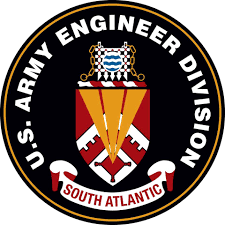 U.S. ARMY ENGINEER DIVISION
SOUTH ATLANTIC